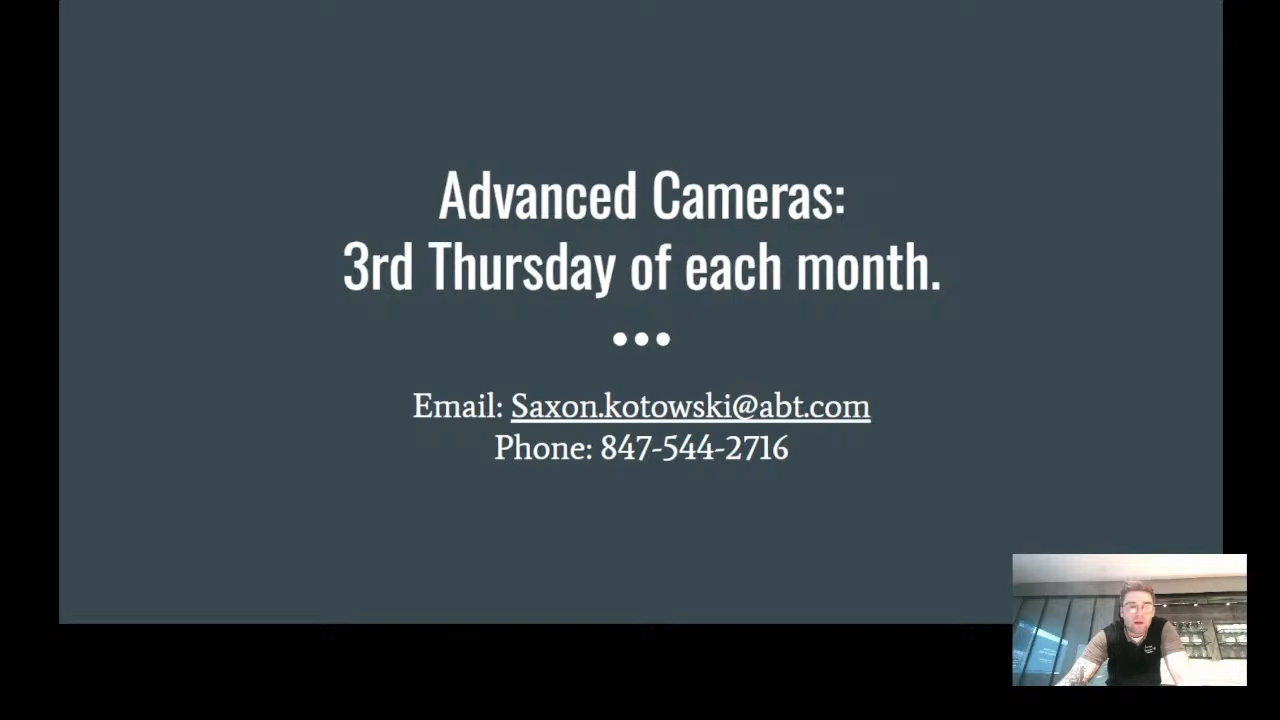 Advanced Cameras:
3rd Thursday of each month.
Email: Saxon.kotowski@abt.com
Phone: 847-544-2716